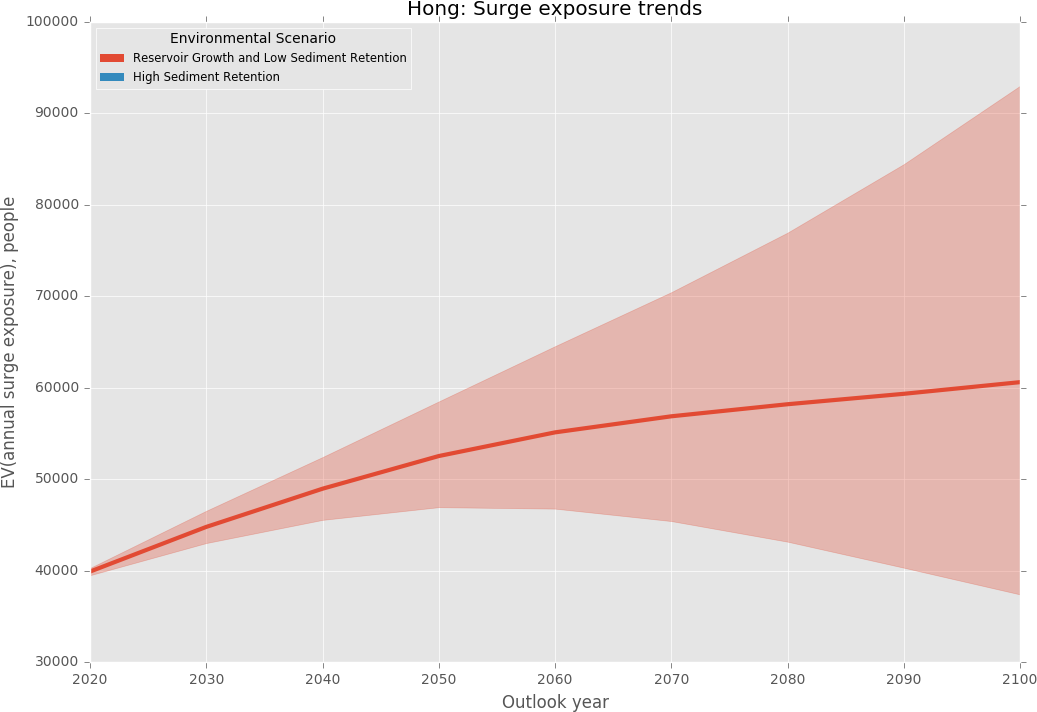 Hong: Surge exposure trends
Environmental Scenario
Reservoir Growth and Low Sediment Retention
High Sediment Retention
EV(annual surge exposure), people
100000
90000
80000
70000
60000
50000
40000
30000
2020 2030 2040 2050 2060 2070 2080 2090 2100
Outlook year